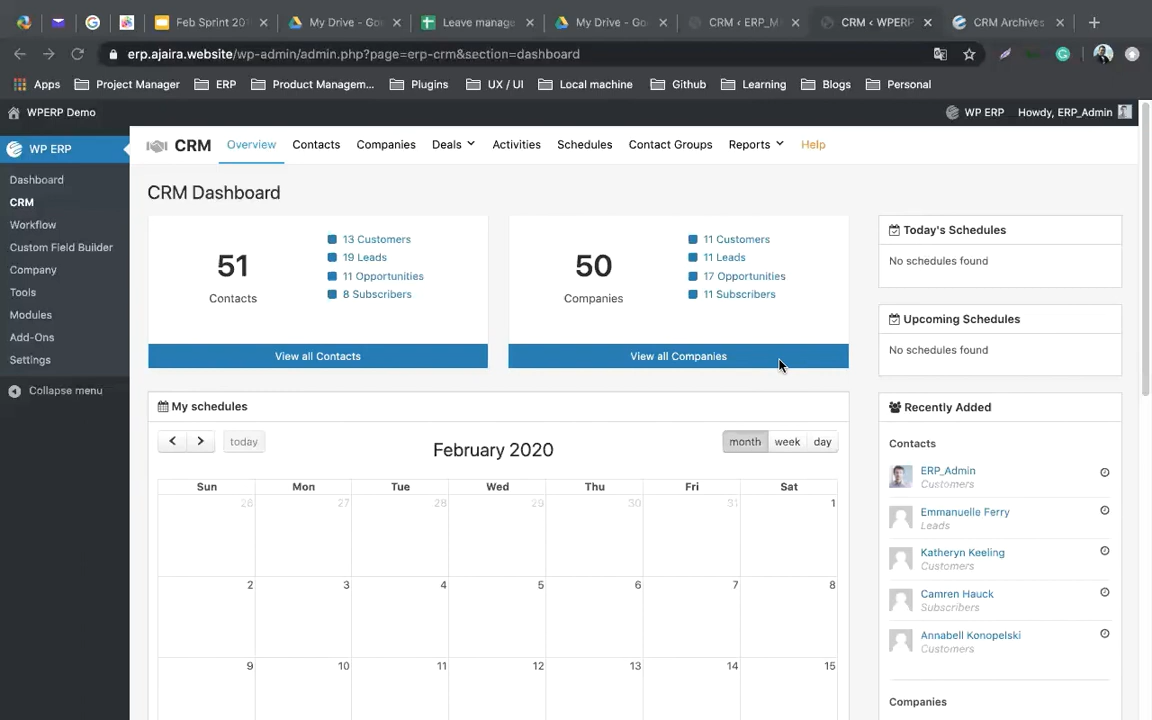 Feb Sprint 20
My Drive - Goo
Leave manage
My Drive - Goo
CRM ‹ ERP_M
CRM ‹ WPERP
CRM Archives
erp.ajaira.website/wp-admin/admin.php?page=erp-crm&section=dashboard
Apps
Project Manager
ERP
Product Managem...
Plugins
UX / UI
Local machine
Github
Learning
Blogs
Personal
WPERP Demo
WP ERP
Howdy, ERP_Admin
WP ERP
Dashboard
CRM
Workflow
Custom Field Builder
Company
Tools
Modules
Add-Ons
Settings
Collapse menu
CRM
Overview
Contacts
Companies
Deals
Activities
Schedules
Contact Groups
Reports
Help
CRM Dashboard
51
Contacts
13 Customers
19 Leads
11 Opportunities
8 Subscribers
View all Contacts
50
Companies
11 Customers
11 Leads
17 Opportunities
11 Subscribers
View all Companies
My schedules
today
February 2020
month
week
day
Sun Mon Tue Wed Thu Fri Sat
26 27 28 29 30 31 1
2 3 4 5 6 7 8
9 10 11 12 13 14 15
Today's Schedules
No schedules found
Upcoming Schedules
No schedules found
Recently Added
Contacts
ERP_Admin
Customers
Emmanuelle Ferry
Leads
Katheryn Keeling
Customers
Camren Hauck
Subscribers
Annabell Konopelski
Customers
Companies